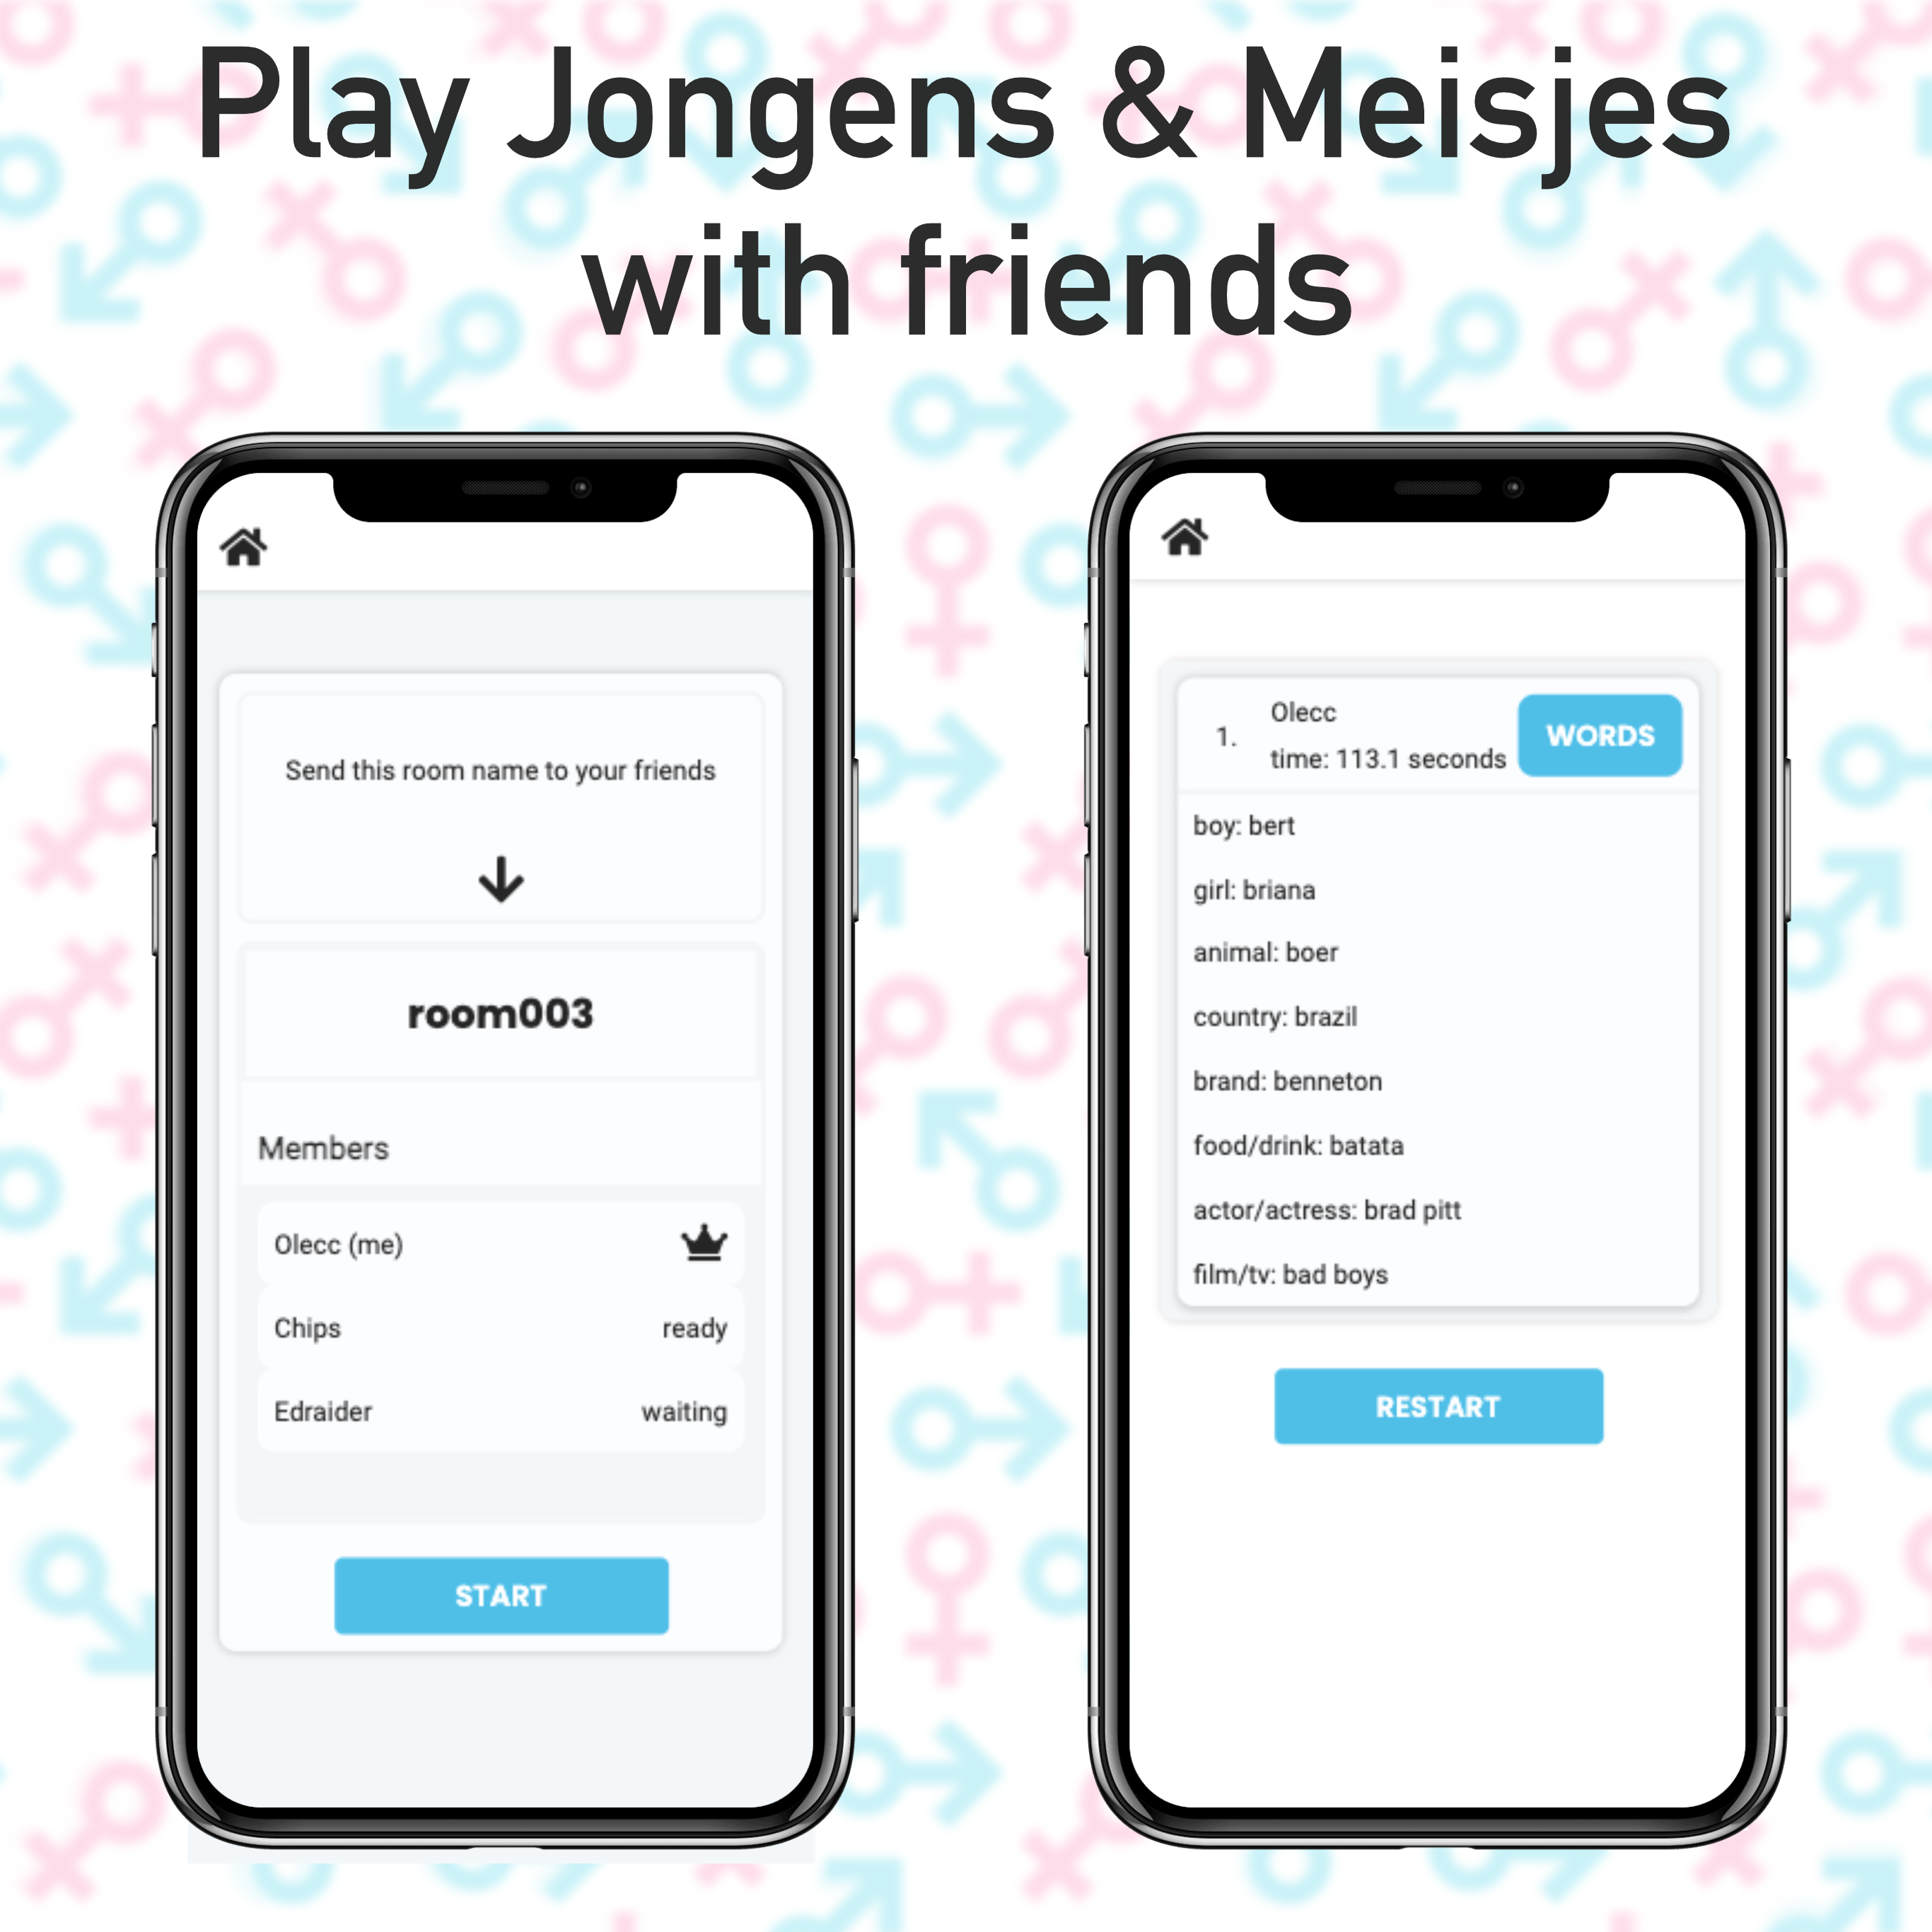 Play Jongens & Meisjes
with friends
Send this room name to your friends
room003
Members
Olecc (me)
Chips ready
Edraider waiting
START
1. Olecc
time: 113.1 seconds
WORDS
boy: bert
girl: briana
animal: boer
country: brazil
brand: benneton
food/drink: batata
actor/actress: brad pitt
film/tv: bad boys
RESTART